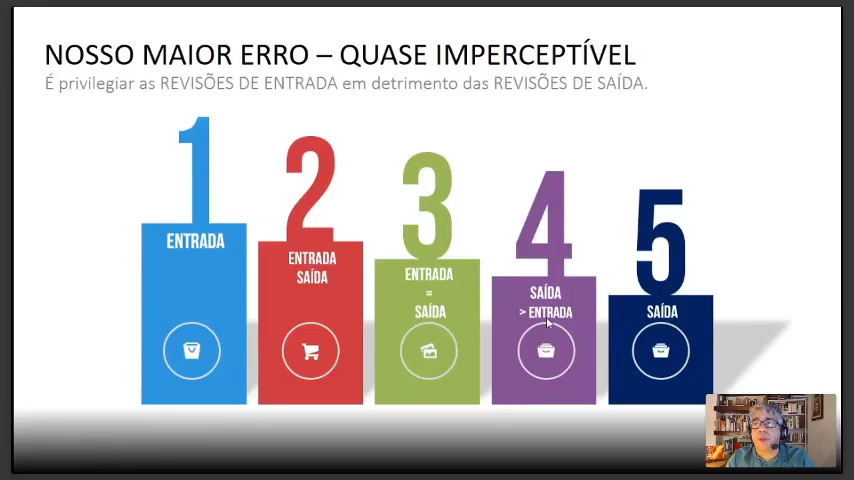 NOSSO MAIOR ERRO – QUASE IMPERCEPTÍVEL
É privilegiar as REVISÕES DE ENTRADA em detrimento das REVISÕES DE SAÍDA.
1
ENTRADA
2
ENTRADA
SAÍDA
3
ENTRADA
=
SAÍDA
4
SAÍDA
> ENTRADA
5
SAÍDA